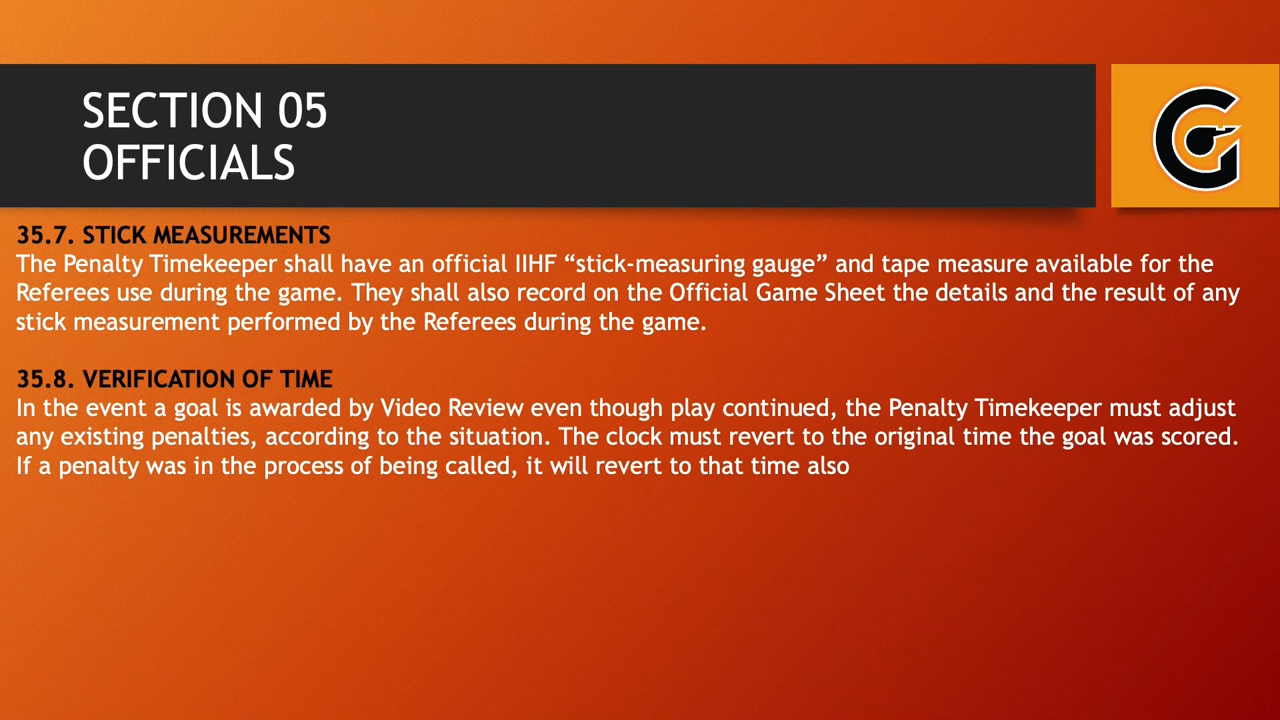 SECTION 05
OFFICIALS
35.7. STICK MEASUREMENTS
The Penalty Timekeeper shall have an official IIHF “stick-measuring gauge” and tape measure available for the
Referees use during the game. They shall also record on the Official Game Sheet the details and the result of any
stick measurement performed by the Referees during the game.
35.8. VERIFICATION OF TIME
In the event a goal is awarded by Video Review even though play continued, the Penalty Timekeeper must adjust
any existing penalties, according to the situation. The clock must revert to the original time the goal was scored.
If a penalty was in the process of being called, it will revert to that time also